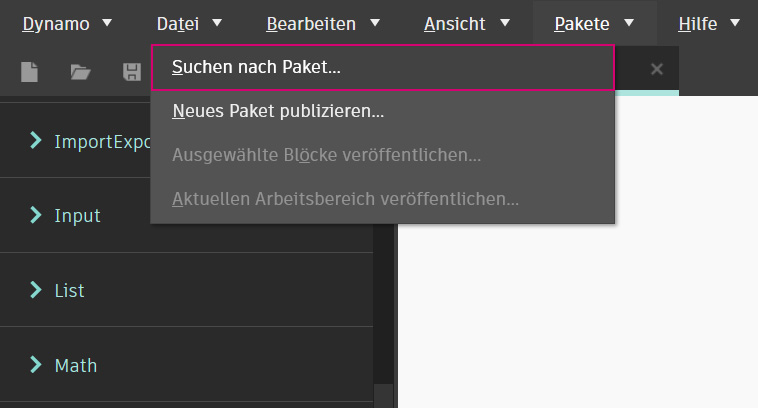 Dynamo Datei Bearbeiten Ansicht Pakete Hilfe
Suchen nach Paket...
Neues Paket publizieren...
ImportExpo
Ausgewählte Blöcke veröffentlichen...
Aktuellen Arbeitsbereich veröffentlichen...
Input
List
Math